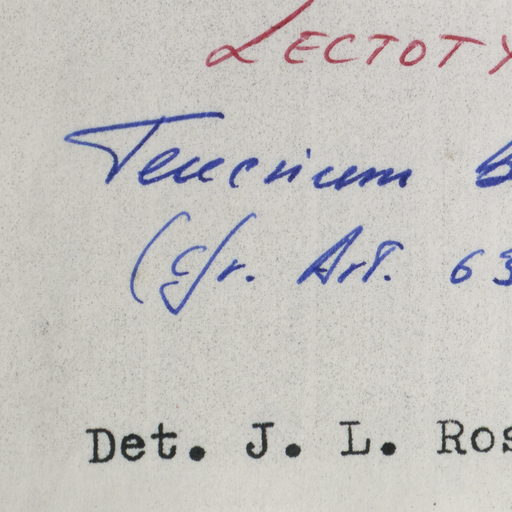 LECTOTY
Teucrium b
(Cfr. Art. 63
Det. J. L. Ros